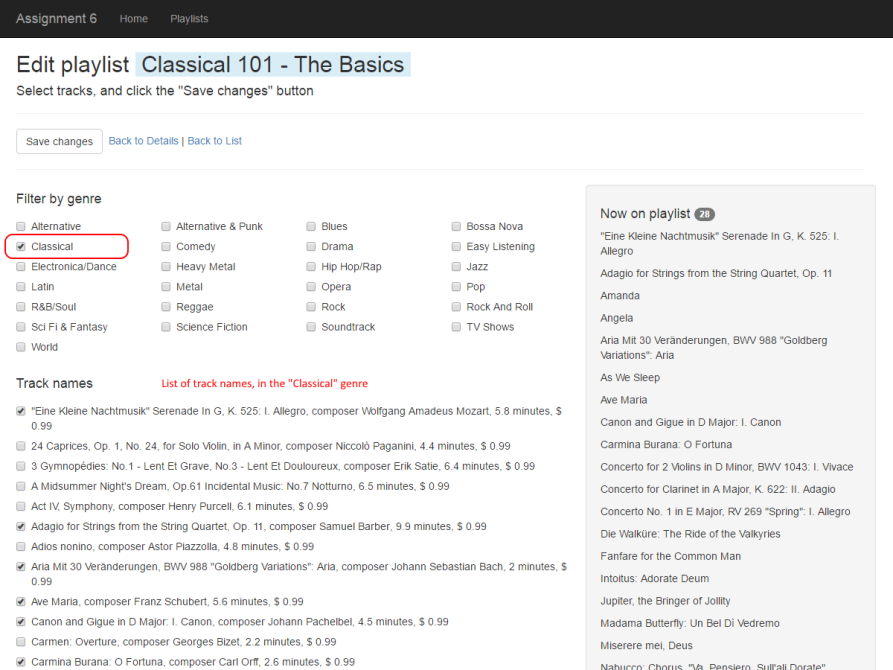 Assignment 6 Home Playlists
Edit playlist Classical 101 - The Basics
Select tracks, and click the "Save changes" button
Save changes Back to Details | Back to List
Filter by genre
Alternative Alternative & Punk Blues Bossa Nova
Classical Comedy Drama Easy Listening
Electronica/Dance Heavy Metal Hip Hop/Rap Jazz
Latin Metal Opera Pop
R&B/Soul Reggae Rock Rock And Roll
Sci Fi & Fantasy Science Fiction Soundtrack TV Shows
World
Track names List of track names, in the "Classical" genre
"Eine Kleine Nachtmusik" Serenade In G, K. 525: I. Allegro, composer Wolfgang Amadeus Mozart, 5.8 minutes, $
0.99
24 Caprices, Op. 1, No. 24, for Solo Violin, in A Minor, composer Niccolò Paganini, 4.4 minutes, $ 0.99
3 Gymnopédies: No.1 - Lent Et Grave, No.3 - Lent Et Douloureux, composer Erik Satie, 6.4 minutes, $ 0.99
A Midsummer Night's Dream, Op.61 Incidental Music: No.7 Notturno, 6.5 minutes, $ 0.99
Act IV, Symphony, composer Henry Purcell, 6.1 minutes, $ 0.99
Adagio for Strings from the String Quartet, Op. 11, composer Samuel Barber, 9.9 minutes, $ 0.99
Adios nonino, composer Astor Piazzolla, 4.8 minutes, $ 0.99
Aria Mit 30 Veränderungen, BWV 988 "Goldberg Variations": Aria, composer Johann Sebastian Bach, 2 minutes, $
0.99
Ave Maria, composer Franz Schubert, 5.6 minutes, $ 0.99
Canon and Gigue in D Major: I. Canon, composer Johann Pachelbel, 4.5 minutes, $ 0.99
Carmen: Overture, composer Georges Bizet, 2.2 minutes, $ 0.99
Carmina Burana: O Fortuna, composer Carl Orff, 2.6 minutes, $ 0.99
Now on playlist 28
"Eine Kleine Nachtmusik" Serenade In G, K. 525: I.
Allegro
Adagio for Strings from the String Quartet, Op. 11
Amanda
Angela
Aria Mit 30 Veränderungen, BWV 988 "Goldberg
Variations": Aria
As We Sleep
Ave Maria
Canon and Gigue in D Major: I. Canon
Carmina Burana: O Fortuna
Concerto for 2 Violins in D Minor, BWV 1043: I. Vivace
Concerto for Clarinet in A Major, K. 622: II. Adagio
Concerto No. 1 in E Major, RV 269 "Spring": I. Allegro
Die Walküre: The Ride of the Valkyries
Fanfare for the Common Man
Intoitus: Adorate Deum
Jupiter, the Bringer of Jollity
Madama Butterfly: Un Bel Dì Vedremo
Miserere mei, Deus
Nabucco: Chorus, "Va, Pensiero, Sull'ali Dorate"